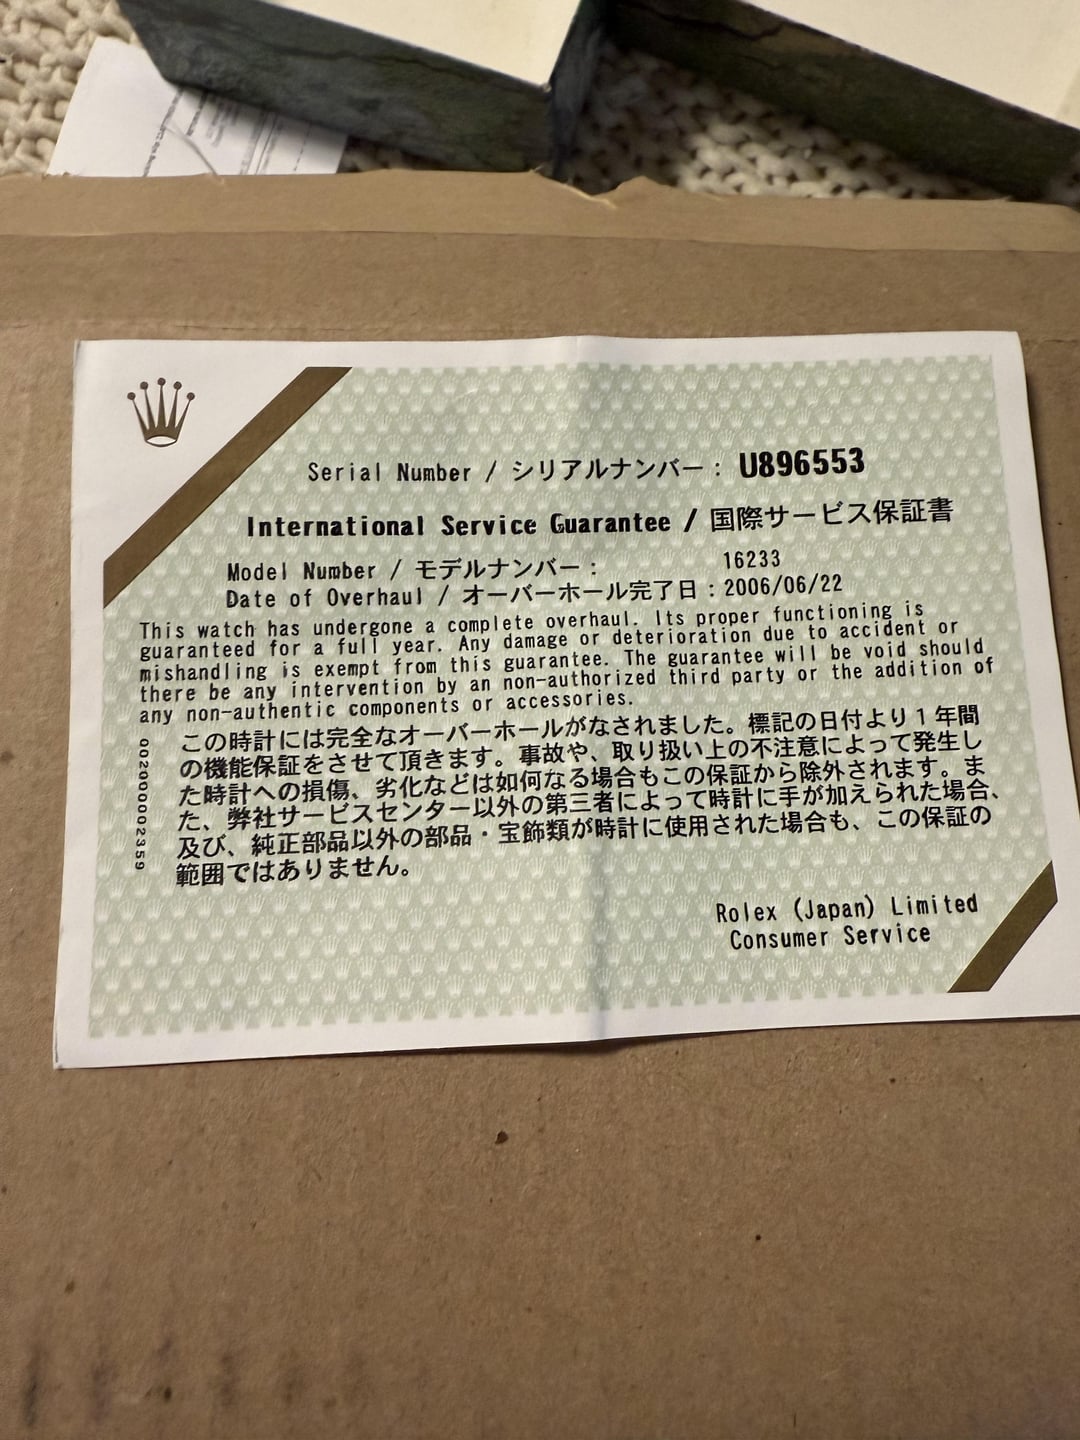 Serial Number / シリアルナンバー : U896553
International Service Guarantee / 国際サービス保証書
Model Number / モデルナンバー : 16233
Date of Overhaul / オーバーホール完了日 : 2006/06/22
This watch has undergone a complete overhaul. Its proper functioning is
guaranteed for a full year. Any damage or deterioration due to accident or
mishandling is exempt from this guarantee. The guarantee will be void should
there be any intervention by an non-authorized third party or the addition of
any non-authentic components or accessories.
この時計には完全なオーバーホールがなされました。標記の日付より1年間
の機能保証をさせて頂きます。事故や、取り扱い上の不注意によって発生し
た時計への損傷、劣化などは如何なる場合もこの保証から除外されます。ま
た、弊社サービスセンター以外の第三者によって時計に手が加えられた場合、
及び、純正部品以外の部品・宝飾類が時計に使用された場合も、この保証の
範囲ではありません。
0020000002359
Rolex (Japan) Limited
Consumer Service